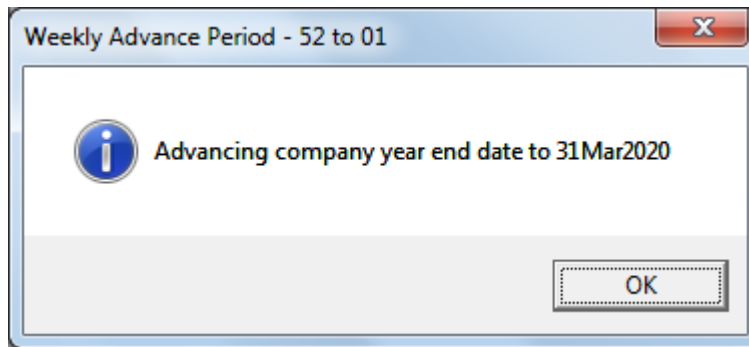 Weekly Advance Period - 52 to 01
Advancing company year end date to 31Mar2020
OK